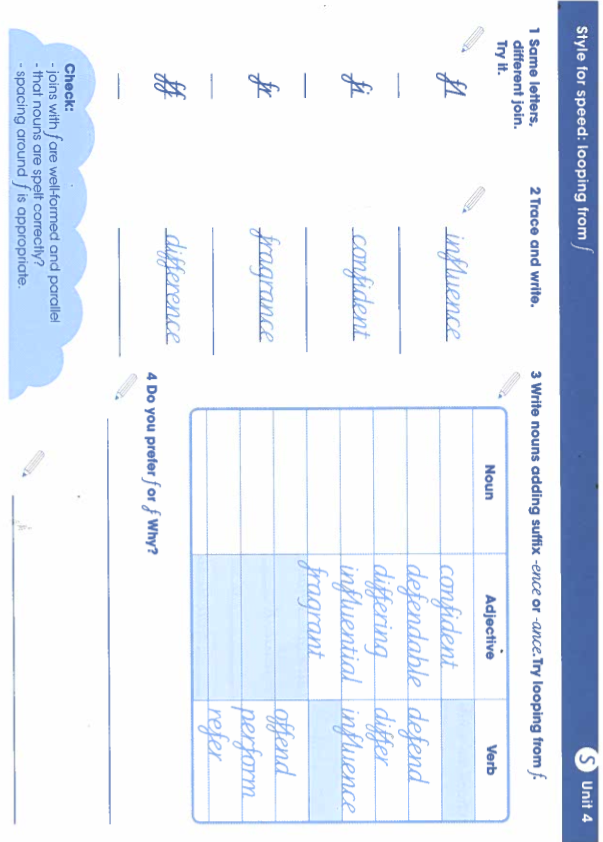 Style for speed: looping from f
S Unit 4
1 Same letters,
different join.
Try it.
fl
fi
fr
ff
2 Trace and write.
influence
confident
fragrance
difference
3 Write nouns adding suffix -ence or -ance. Try looping from f.
Noun Adjective Verb
confident
defendable defend
differing differ
influential influence
fragrant
offend
perform
refer
4 Do you prefer f or f? Why?
Check:
- joins with f are well-formed and parallel
- that nouns are spelt correctly?
- spacing around f is appropriate.